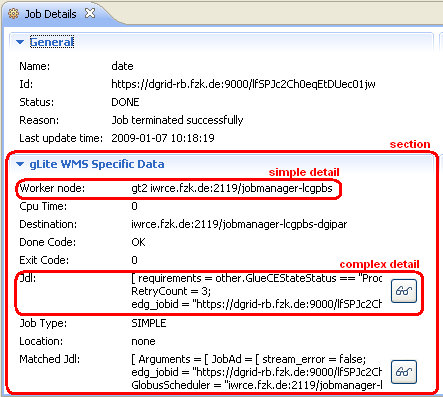 Job Details
General
Name: date
Id: https://dgrid-rb.fzk.de:9000/lfSPJc2Ch0eqEtDUec01jw
Status: DONE
Reason: Job terminated successfully
Last update time: 2009-01-07 10:18:19
section
gLite WMS Specific Data
simple detail
Worker node: gt2 iwrce.fzk.de:2119/jobmanager-lcgpbs
Cpu Time: 0
Destination: iwrce.fzk.de:2119/jobmanager-lcgpbs-dgipar
Done Code: OK
Exit Code: 0
complex detail
Jdl: [ requirements = other.GlueCEStateStatus == "Proc
RetryCount = 3;
edg_jobid = "https://dgrid-rb.fzk.de:9000/lfSPJc2Ch
Job Type: SIMPLE
Location: none
Matched Jdl: [ Arguments = [ JobAd = [ stream_error = false;
edg_jobid = "https://dgrid-rb.fzk.de:9000/lfSPJc2Ch
GlobusScheduler = "iwrce.fzk.de:2119/jobmanager-l